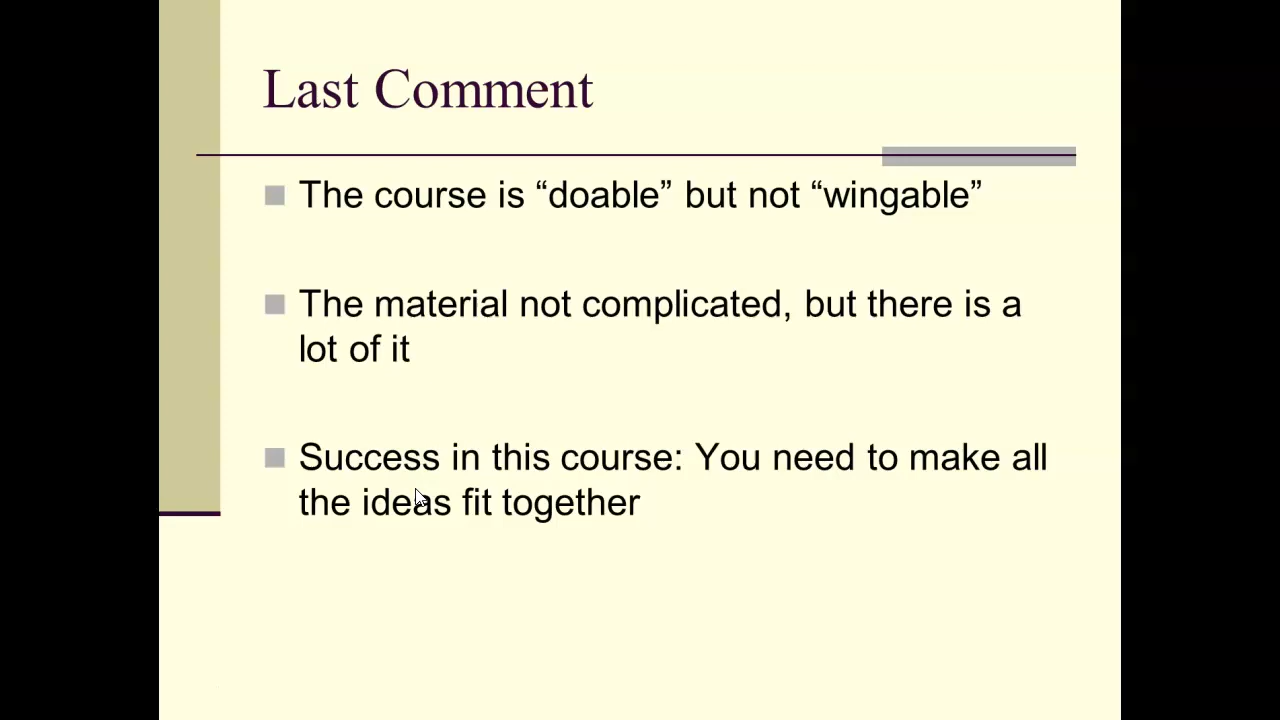 Last Comment
The course is “doable” but not “wingable”
The material not complicated, but there is a
lot of it
Success in this course: You need to make all
the ideas fit together